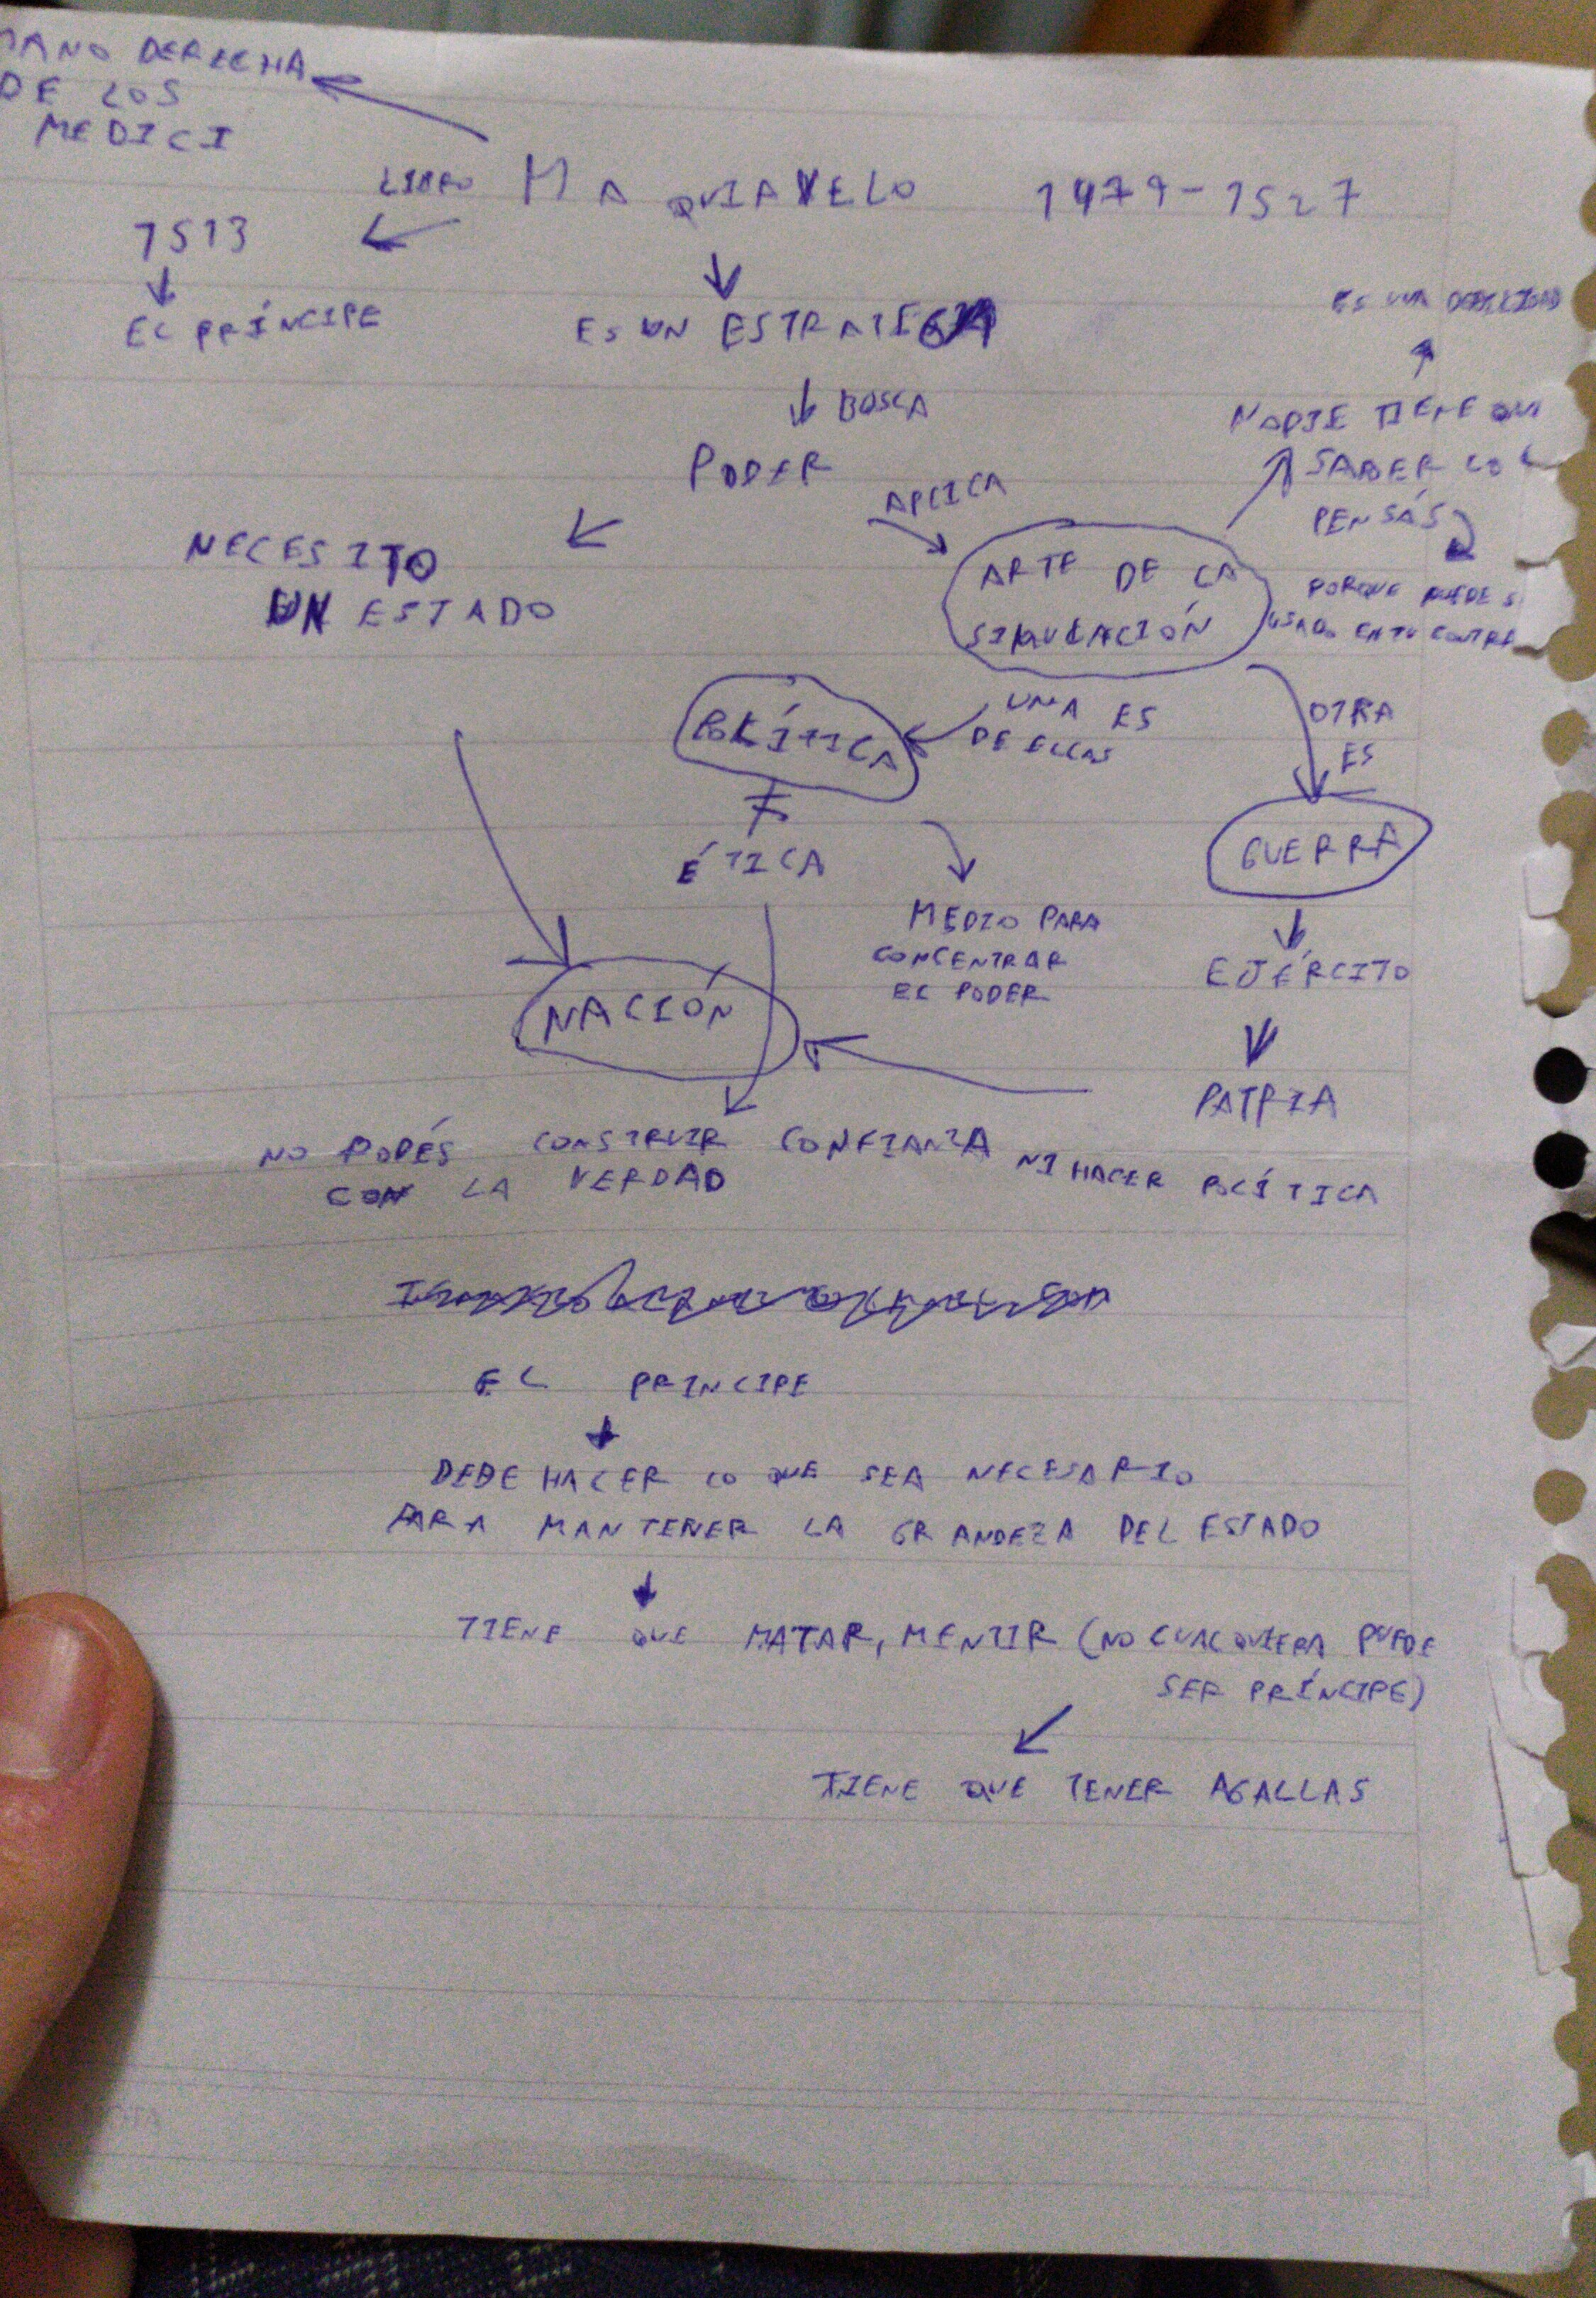 MANO DERECHA
DE LOS
MEDICI
LIBRO
MAQUIAVELO 1479-1527
1513
EL PRÍNCIPE
ES UN ESTRATEGA
ES UNA DEBILIDAD
BUSCA
PODER
APLICA
NADIE TIENE QUE
SABER LO
PENSÁS
NECESITO
UN ESTADO
ARTE DE LA
SIMULACIÓN
PORQUE PUEDE S
USADO EN TU CONTRA
POLÍTICA
UNA ES
DE ELLAS
OTRA
ES
≠
ÉTICA
GUERRA
MEDIO PARA
CONCENTRAR
EL PODER
EJÉRCITO
NACIÓN
PATRIA
NO PODÉS CONSTRUIR CONFIANZA NI HACER POLÍTICA
CON LA VERDAD
EL PRINCIPE
DEBE HACER LO QUE SEA NECESARIO
PARA MANTENER LA GRANDEZA DEL ESTADO
TIENE QUE MATAR, MENTIR (NO CUALQUIERA PUEDE
SER PRÍNCIPE)
TIENE QUE TENER AGALLAS